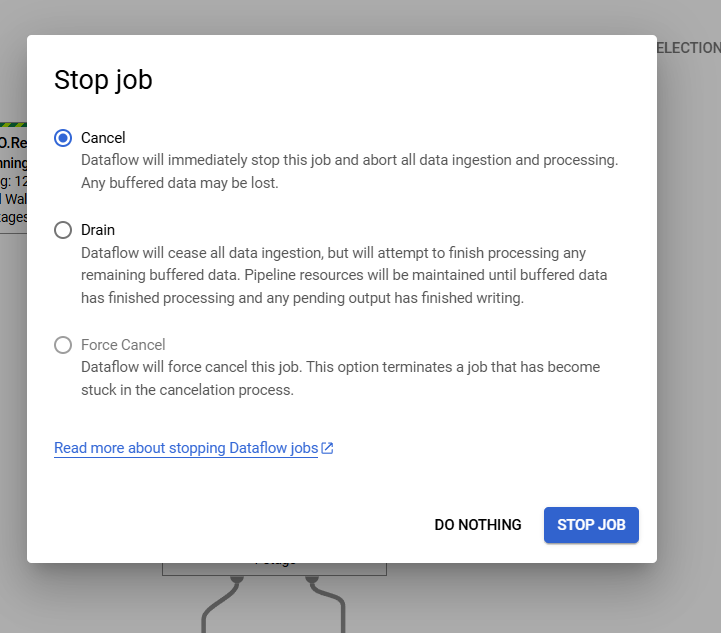 ELECTION
Stop job
Cancel
Dataflow will immediately stop this job and abort all data ingestion and processing.
Any buffered data may be lost.
Drain
Dataflow will cease all data ingestion, but will attempt to finish processing any
remaining buffered data. Pipeline resources will be maintained until buffered data
has finished processing and any pending output has finished writing.
Force Cancel
Dataflow will force cancel this job. This option terminates a job that has become
stuck in the cancelation process.
Read more about stopping Dataflow jobs
DO NOTHING
STOP JOB
O.Re
nning
g: 12
Wal
tages